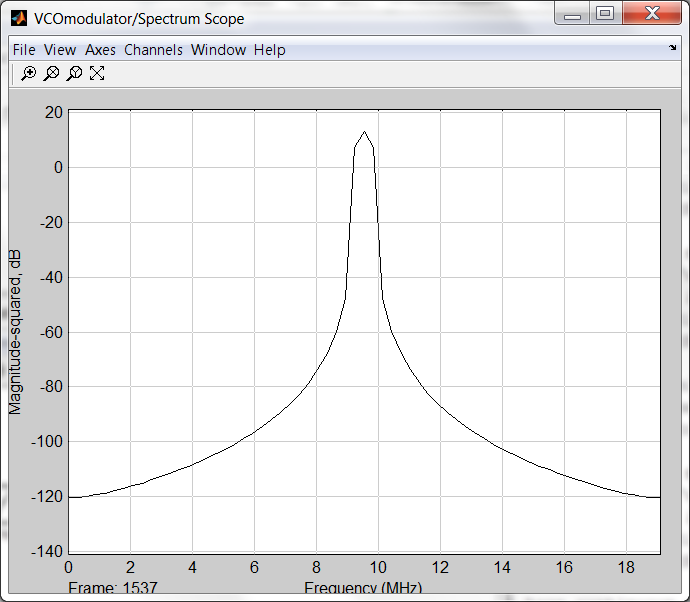 VCOmodulator/Spectrum Scope
File View Axes Channels Window Help
20
0
-20
-40
-60
-80
-100
-120
-140
Magnitude-squared, dB
0 2 4 6 8 10 12 14 16 18
Frame: 1537 Frequency (MHz)